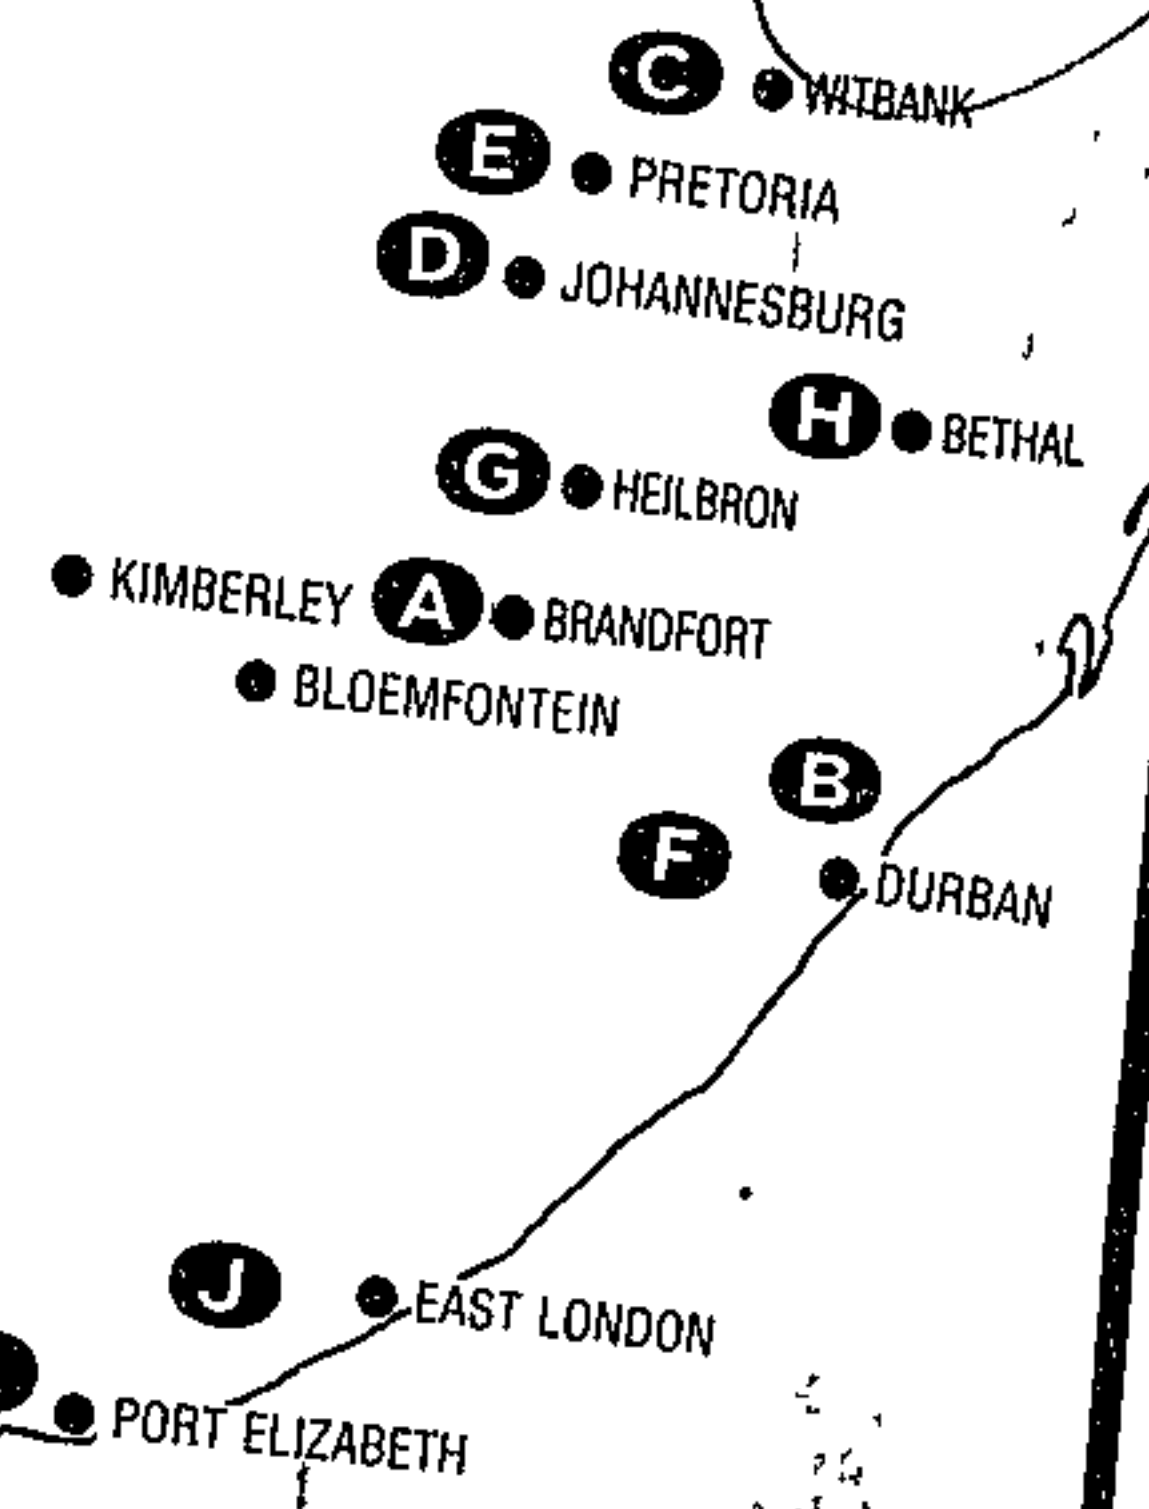 C WITBANK
E PRETORIA
D JOHANNESBURG
H BETHAL
G HEILBRON
KIMBERLEY A BRANDFORT
BLOEMFONTEIN
B
F
DURBAN
J EAST LONDON
PORT ELIZABETH